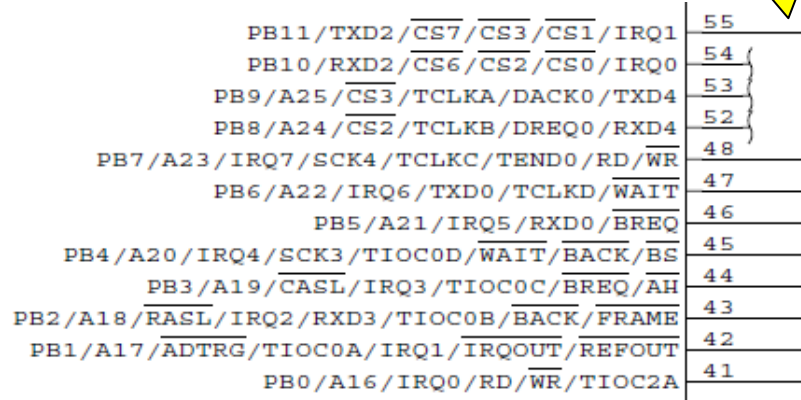 PB11/TXD2/CS7/CS3/CS1/IRQ1 55
PB10/RXD2/CS6/CS2/CS0/IRQ0 54
PB9/A25/CS3/TCLKA/DACK0/TXD4 53
PB8/A24/CS2/TCLKB/DREQ0/RXD4 52
PB7/A23/IRQ7/SCK4/TCLKC/TEND0/RD/WR 48
PB6/A22/IRQ6/TXD0/TCLKD/WAIT 47
PB5/A21/IRQ5/RXD0/BREQ 46
PB4/A20/IRQ4/SCK3/TIOC0D/WAIT/BACK/BS 45
PB3/A19/CASL/IRQ3/TIOC0C/BREQ/AH 44
PB2/A18/RASL/IRQ2/RXD3/TIOC0B/BACK/FRAME 43
PB1/A17/ADTRG/TIOC0A/IRQ1/IRQOUT/REFOUT 42
PB0/A16/IRQ0/RD/WR/TIOC2A 41